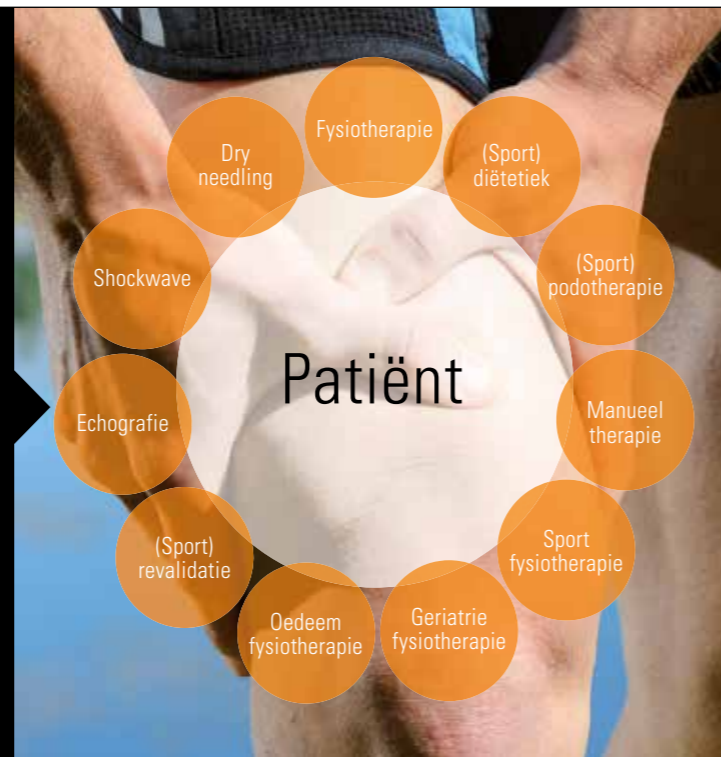 Fysiotherapie
(Sport)
diëtetiek
(Sport)
podotherapie
Manueel
therapie
Sport
fysiotherapie
Geriatrie
fysiotherapie
Oedeem
fysiotherapie
(Sport)
revalidatie
Echografie
Shockwave
Dry
needling
Patiënt